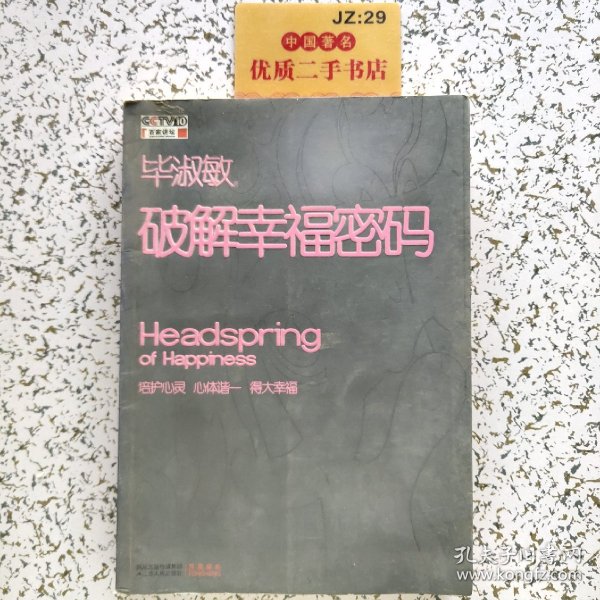 JZ:29
中国著名
优质二手书店
CCTV10
百家讲坛
毕淑敏
破解幸福密码
Headspring
of Happiness
培护心灵 心体谐一 得大幸福
孔夫子旧书网
www.kongfz.com